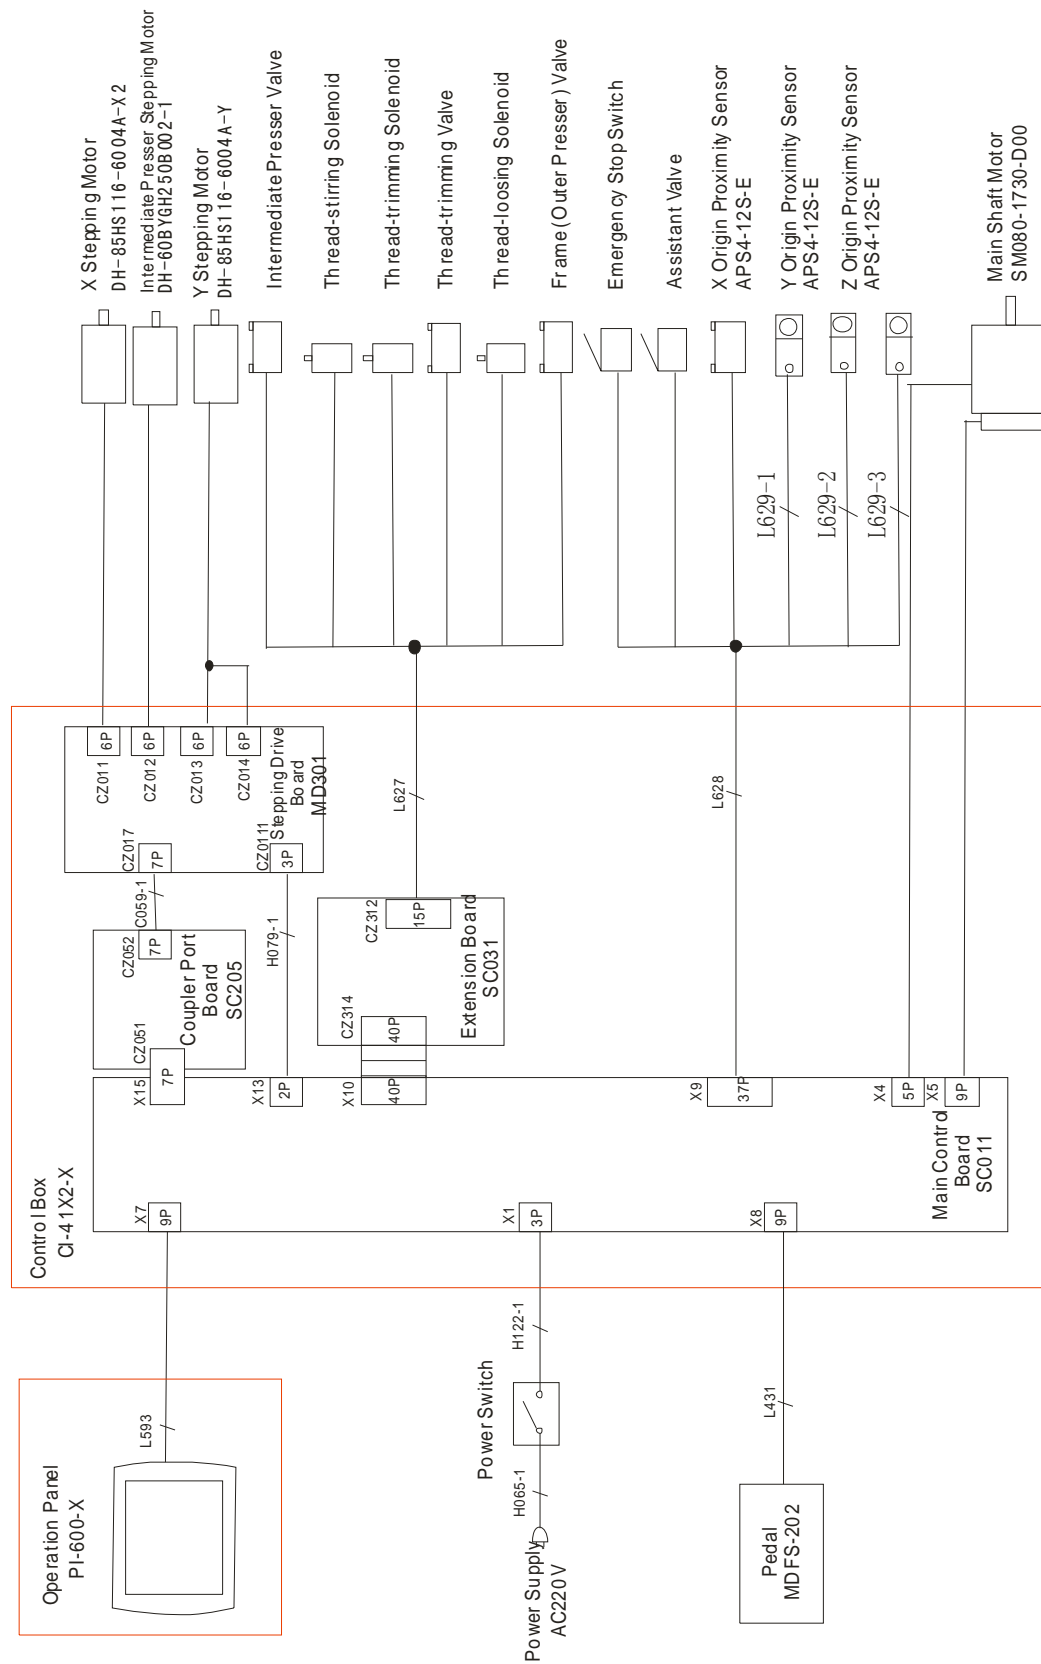 X Stepping Motor
DH-85HS116-6004A-X2
Intermediate Presser Stepping Motor
DH-60BYGH250B002-1
Y Stepping Motor
DH-85HS116-6004A-Y
Intermediate Presser Valve
Thread-stirring Solenoid
Thread-trimming Solenoid
Thread-trimming Valve
Thread-loosing Solenoid
Frame (Outer Presser) Valve
Emergency Stop Switch
Assistant Valve
X Origin Proximity Sensor
APS4-12S-E
Y Origin Proximity Sensor
APS4-12S-E
Z Origin Proximity Sensor
APS4-12S-E
Main Shaft Motor
SM080-1730-D00
L629-1
L629-2
L629-3
CZ011
6P
CZ012
6P
CZ013
6P
CZ014
6P
Stepping Drive
Board
MD301
CZ017
7P
CZ0111
3P
L627
L628
C059-1
H079-1
CZ052
7P
Coupler Port
Board
SC205
CZ051
CZ312
15P
Extension Board
SC031
CZ314
40P
X15
7P
X13
2P
X10
40P
X9
37P
X4
5P
X5
9P
Main Control
Board
SC011
Control Box
CI-41X2-X
X7
9P
X1
3P
X8
9P
L593
H122-1
L431
Operation Panel
PI-600-X
Power Switch
H065-1
Power Supply
AC220V
Pedal
MDFS-202